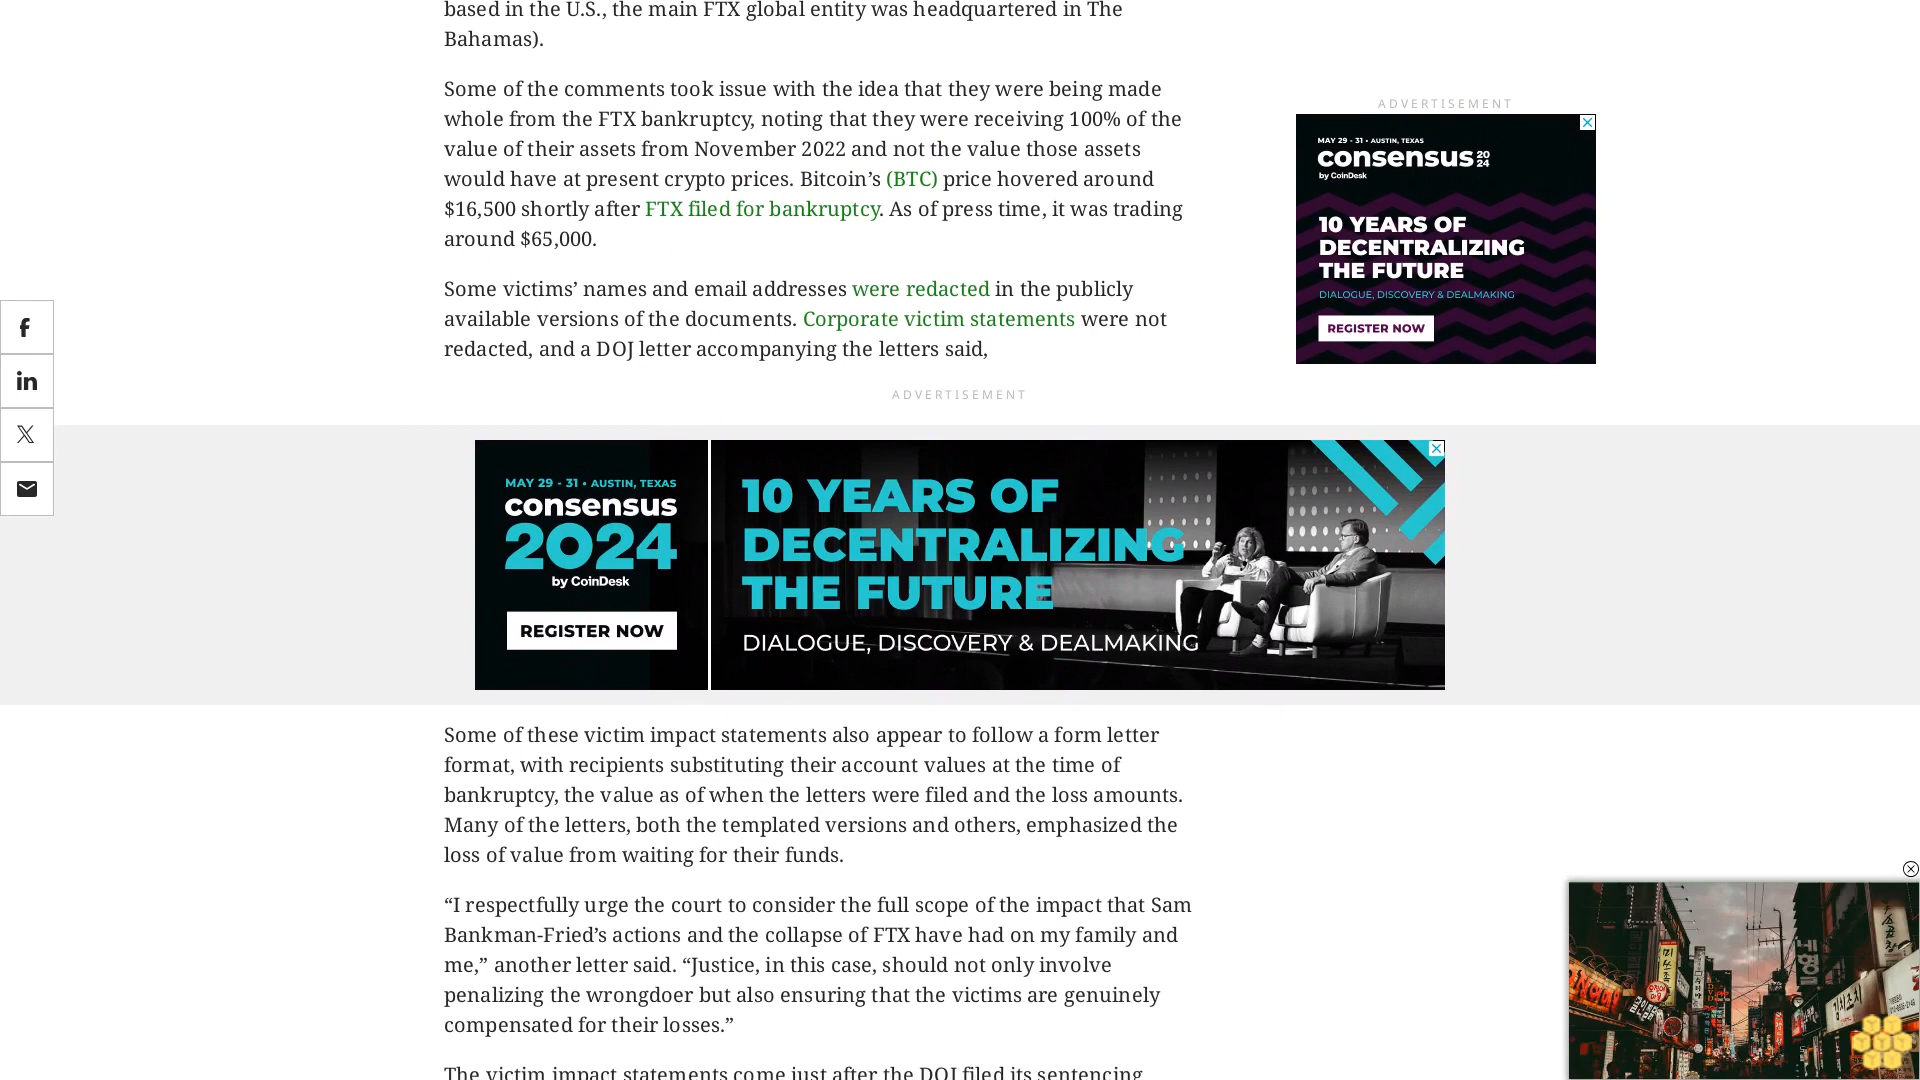 based in the U.S., the main FTX global entity was headquartered in The
Bahamas).
Some of the comments took issue with the idea that they were being made
whole from the FTX bankruptcy, noting that they were receiving 100% of the
value of their assets from November 2022 and not the value those assets
would have at present crypto prices. Bitcoin’s (BTC) price hovered around
$16,500 shortly after FTX filed for bankruptcy. As of press time, it was trading
around $65,000.
Some victims’ names and email addresses were redacted in the publicly
available versions of the documents. Corporate victim statements were not
redacted, and a DOJ letter accompanying the letters said,
ADVERTISEMENT
MAY 29 - 31 • AUSTIN, TEXAS
consensus 2024
by CoinDesk
10 YEARS OF
DECENTRALIZING
THE FUTURE
DIALOGUE, DISCOVERY & DEALMAKING
REGISTER NOW
ADVERTISEMENT
MAY 29 - 31 • AUSTIN, TEXAS
consensus
2024
by CoinDesk
REGISTER NOW
10 YEARS OF
DECENTRALIZING
THE FUTURE
DIALOGUE, DISCOVERY & DEALMAKING
Some of these victim impact statements also appear to follow a form letter
format, with recipients substituting their account values at the time of
bankruptcy, the value as of when the letters were filed and the loss amounts.
Many of the letters, both the templated versions and others, emphasized the
loss of value from waiting for their funds.
“I respectfully urge the court to consider the full scope of the impact that Sam
Bankman-Fried’s actions and the collapse of FTX have had on my family and
me,” another letter said. “Justice, in this case, should not only involve
penalizing the wrongdoer but also ensuring that the victims are genuinely
compensated for their losses.”
The victim impact statements come just after the DOJ filed its sentencing